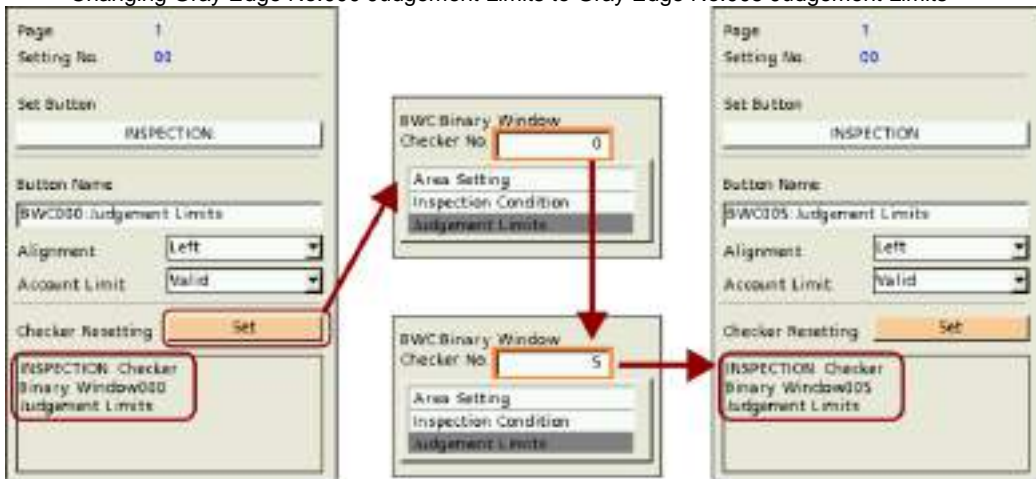 Changing Gray Edge No.000 Judgement Limits to Gray Edge No.005 Judgement Limits
Page 1
Setting No. 00
Set Button
INSPECTION
Button Name
BWC000:Judgement Limits
Alignment Left
Account Limit Valid
Checker Resetting Set
INSPECTION Checker
Binary Window000
Judgement Limits
BWC:Binary Window
Checker No. 0
Area Setting
Inspection Condition
Judgement Limits
BWC:Binary Window
Checker No. 5
Area Setting
Inspection Condition
Judgement Limits
Page 1
Setting No. 00
Set Button
INSPECTION
Button Name
BWC005:Judgement Limits
Alignment Left
Account Limit Valid
Checker Resetting Set
INSPECTION Checker
Binary Window005
Judgement Limits